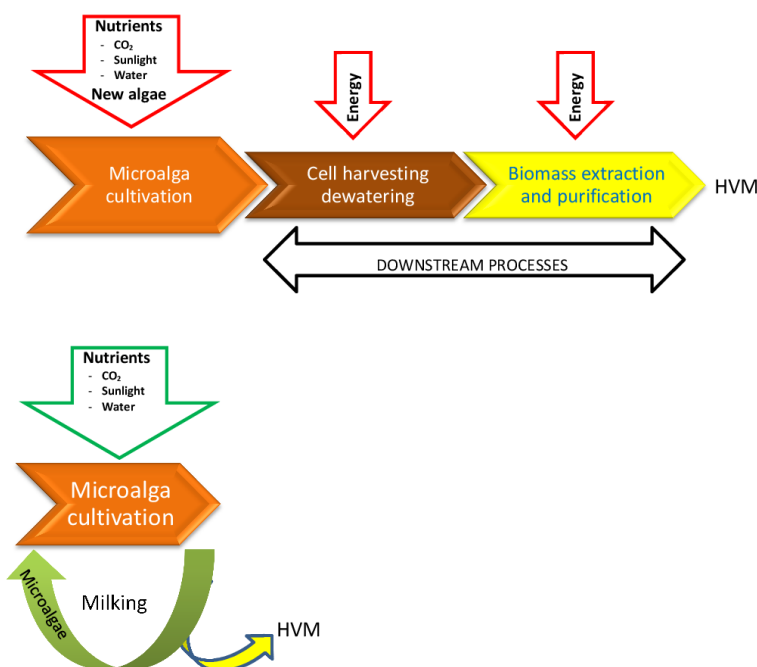 Nutrients
- CO₂
- Sunlight
- Water
New algae
Energy
Energy
Microalga
cultivation
Cell harvesting
dewatering
Biomass extraction
and purification
HVM
DOWNSTREAM PROCESSES
Nutrients
- CO₂
- Sunlight
- Water
Microalga
cultivation
Microalgae
Milking
HVM